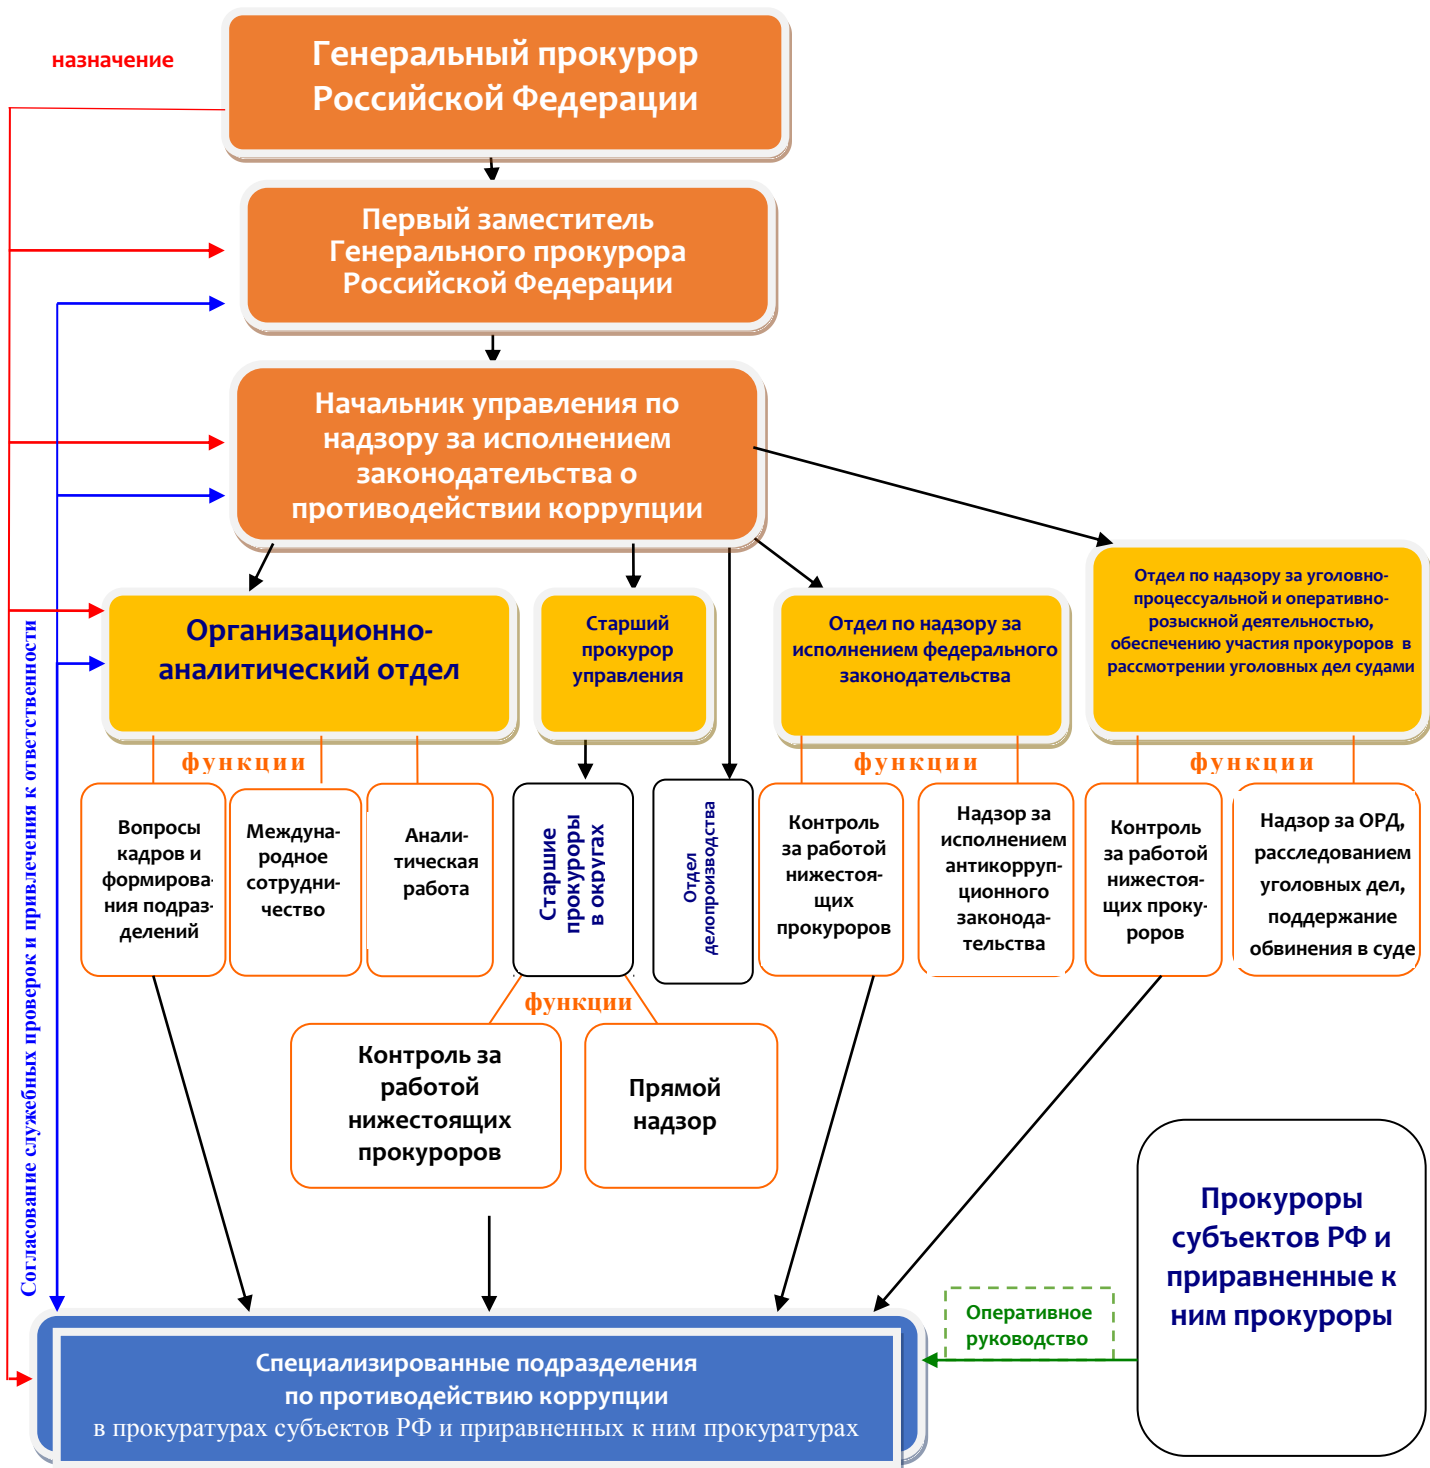 назначение
Генеральный прокурор
Российской Федерации
Первый заместитель
Генерального прокурора
Российской Федерации
Начальник управления по
надзору за исполнением
законодательства о
противодействии коррупции
Организационно-
аналитический отдел
Старший
прокурор
управления
Отдел по надзору за
исполнением федерального
законодательства
Отдел по надзору за уголовно-
процессуальной и оперативно-
розыскной деятельностью,
обеспечению участия прокуроров в
рассмотрении уголовных дел судами
функции
функции
функции
Вопросы
кадров и
формирова-
ния подраз-
делений
Междуна-
родное
сотрудни-
чество
Анали-
тическая
работа
Старшие
прокуроры
в округах
Отдел
делопроизводства
Контроль
за работой
нижестоя-
щих
прокуроров
Надзор за
исполнением
антикорруп-
ционного
законода-
тельства
Контроль
за работой
нижестоя-
щих проку-
роров
Надзор за ОРД,
расследованием
уголовных дел,
поддержание
обвинения в суде
функции
Контроль за
работой
нижестоящих
прокуроров
Прямой
надзор
Согласование служебных проверок и привлечения к ответственности
Прокуроры
субъектов РФ и
приравненные к
ним прокуроры
Оперативное
руководство
Специализированные подразделения
по противодействию коррупции
в прокуратурах субъектов РФ и приравненных к ним прокуратурах